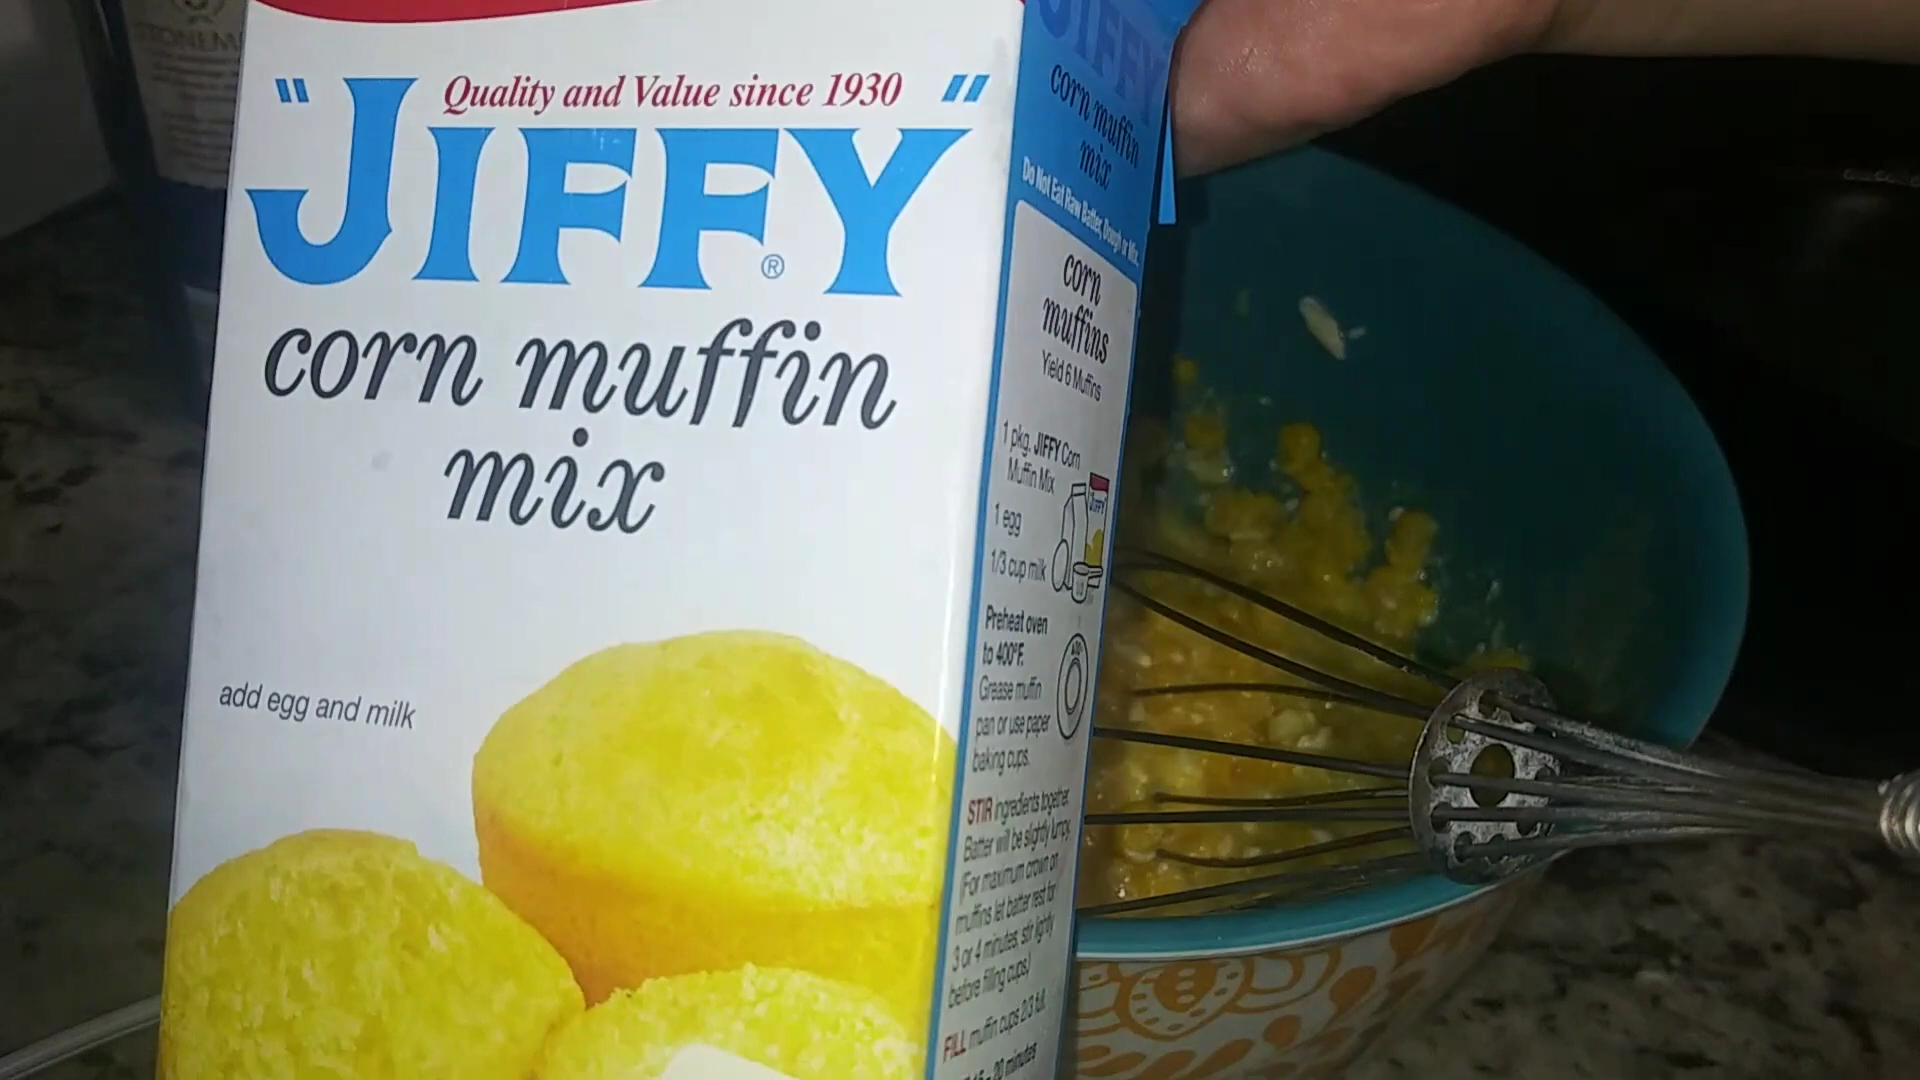 Quality and Value since 1930
"JIFFY"
®
corn muffin
mix
add egg and milk
JIFFY
corn muffin
mix
Do Not Eat Raw Batter, Dough or Mix.
corn
muffins
Yield 6 Muffins
1 pkg. JIFFY Corn
Muffin Mix
1 egg
1/3 cup milk
Preheat oven
to 400°F.
Grease muffin
pan or use paper
baking cups.
STIR ingredients together.
Batter will be slightly lumpy.
(For maximum crown on
muffins let batter rest for
3 or 4 minutes, stir lightly
before filling cups.)
FILL muffin cups 2/3 full.
15 - 20 minutes